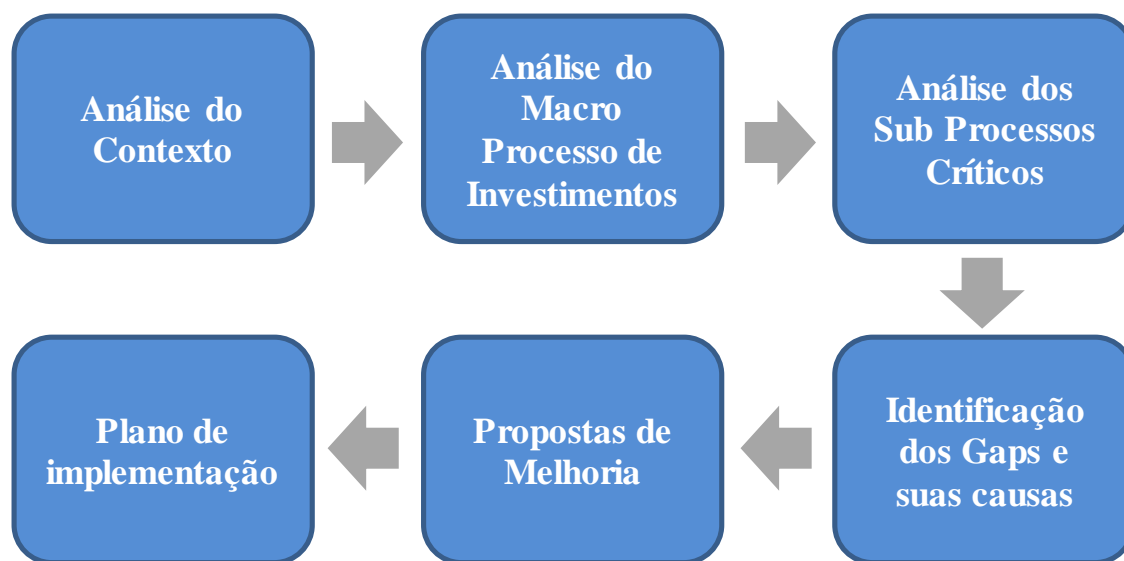 Análise do
Contexto
Análise do
Macro
Processo de
Investimentos
Análise dos
Sub Processos
Críticos
Identificação
dos Gaps e
suas causas
Propostas de
Melhoria
Plano de
implementação